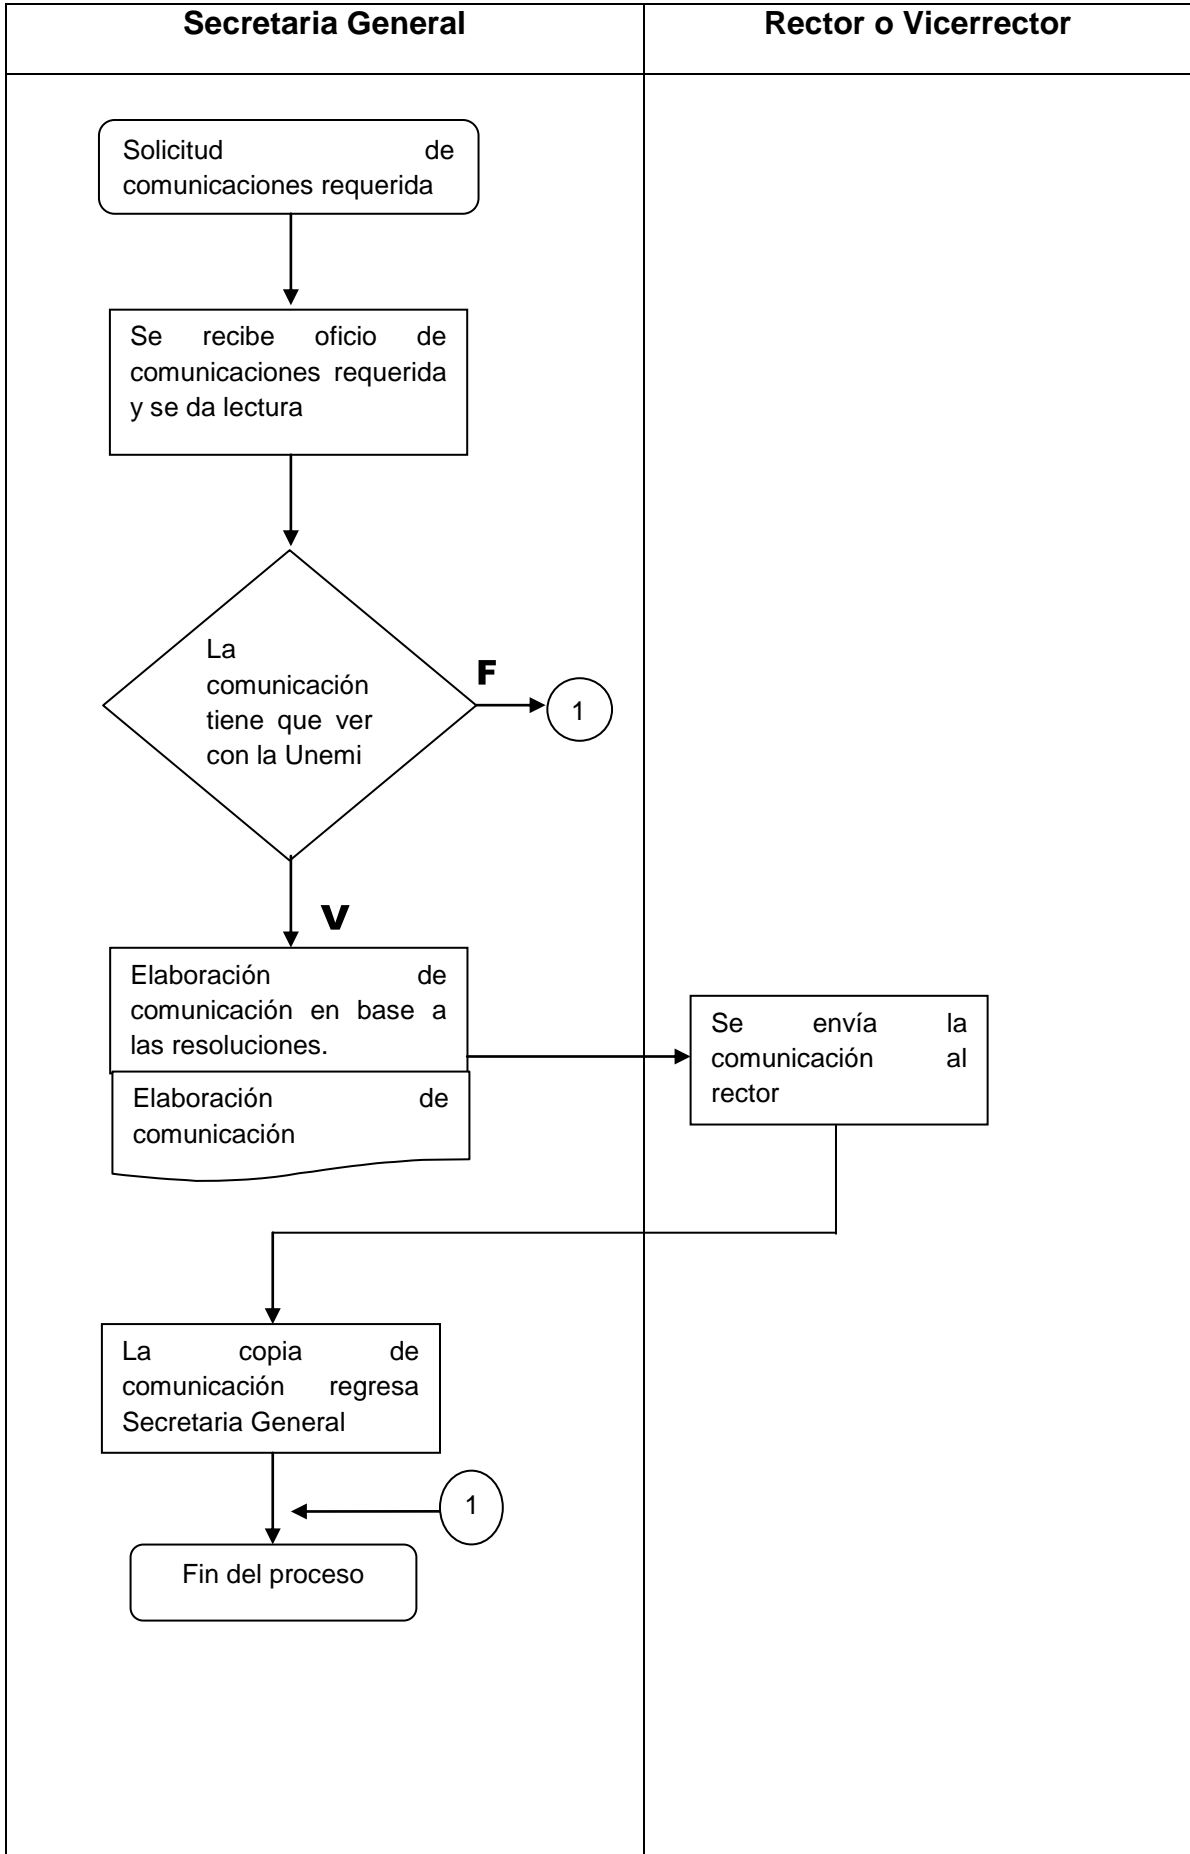 Secretaria General
Rector o Vicerrector
Solicitud de
comunicaciones requerida
Se recibe oficio de
comunicaciones requerida
y se da lectura
La
comunicación
tiene que ver
con la Unemi
F
1
V
Elaboración de
comunicación en base a
las resoluciones.
Elaboración de
comunicación
Se envía la
comunicación al
rector
La copia de
comunicación regresa
Secretaria General
1
Fin del proceso